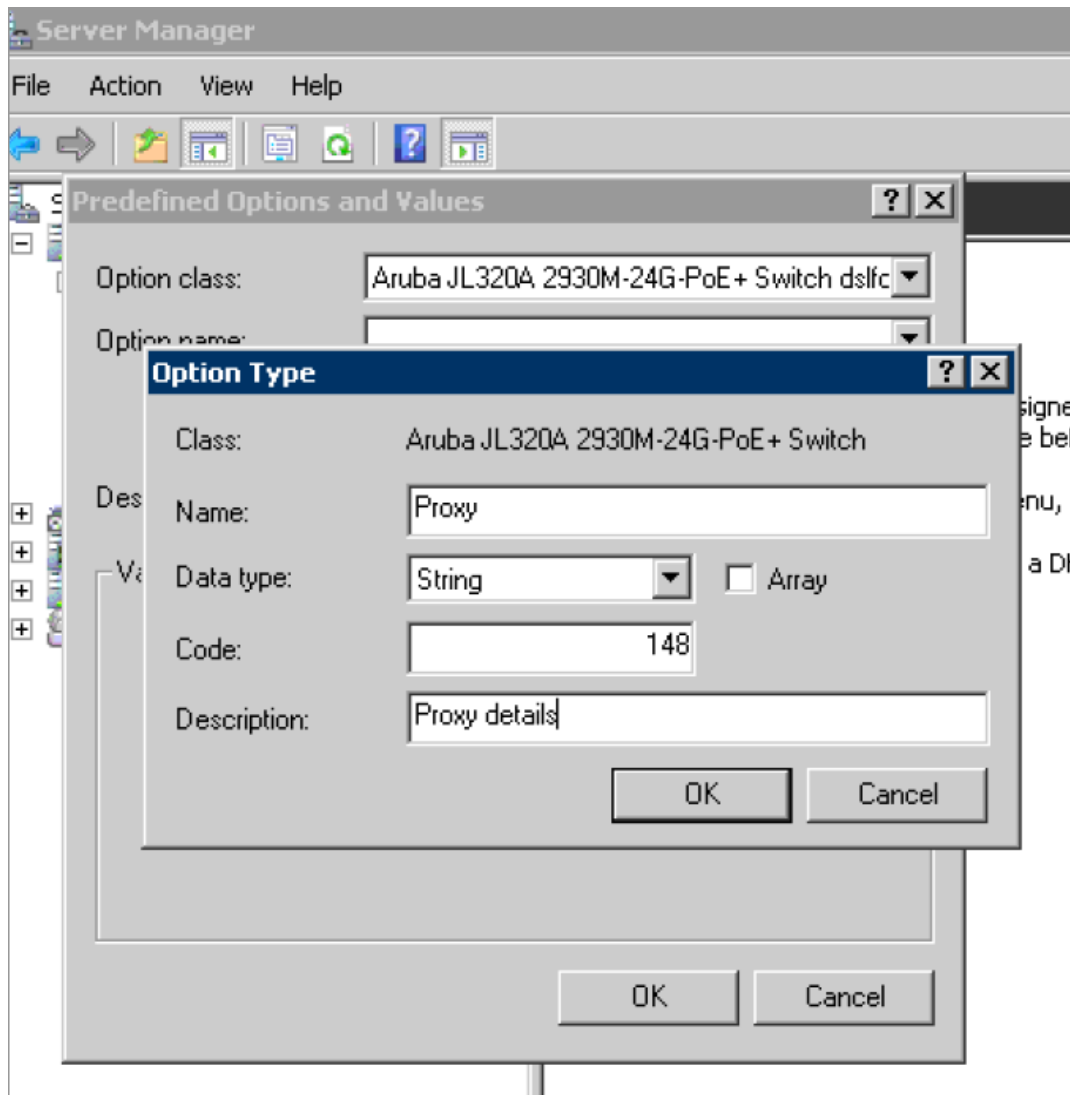 Server Manager
File Action View Help
Predefined Options and Values
Option class: Aruba JL320A 2930M-24G-PoE+ Switch dslfc
Option name:
Option Type
Class: Aruba JL320A 2930M-24G-PoE+ Switch
Name: Proxy
Data type: String Array
Code: 148
Description: Proxy details
OK Cancel
OK Cancel